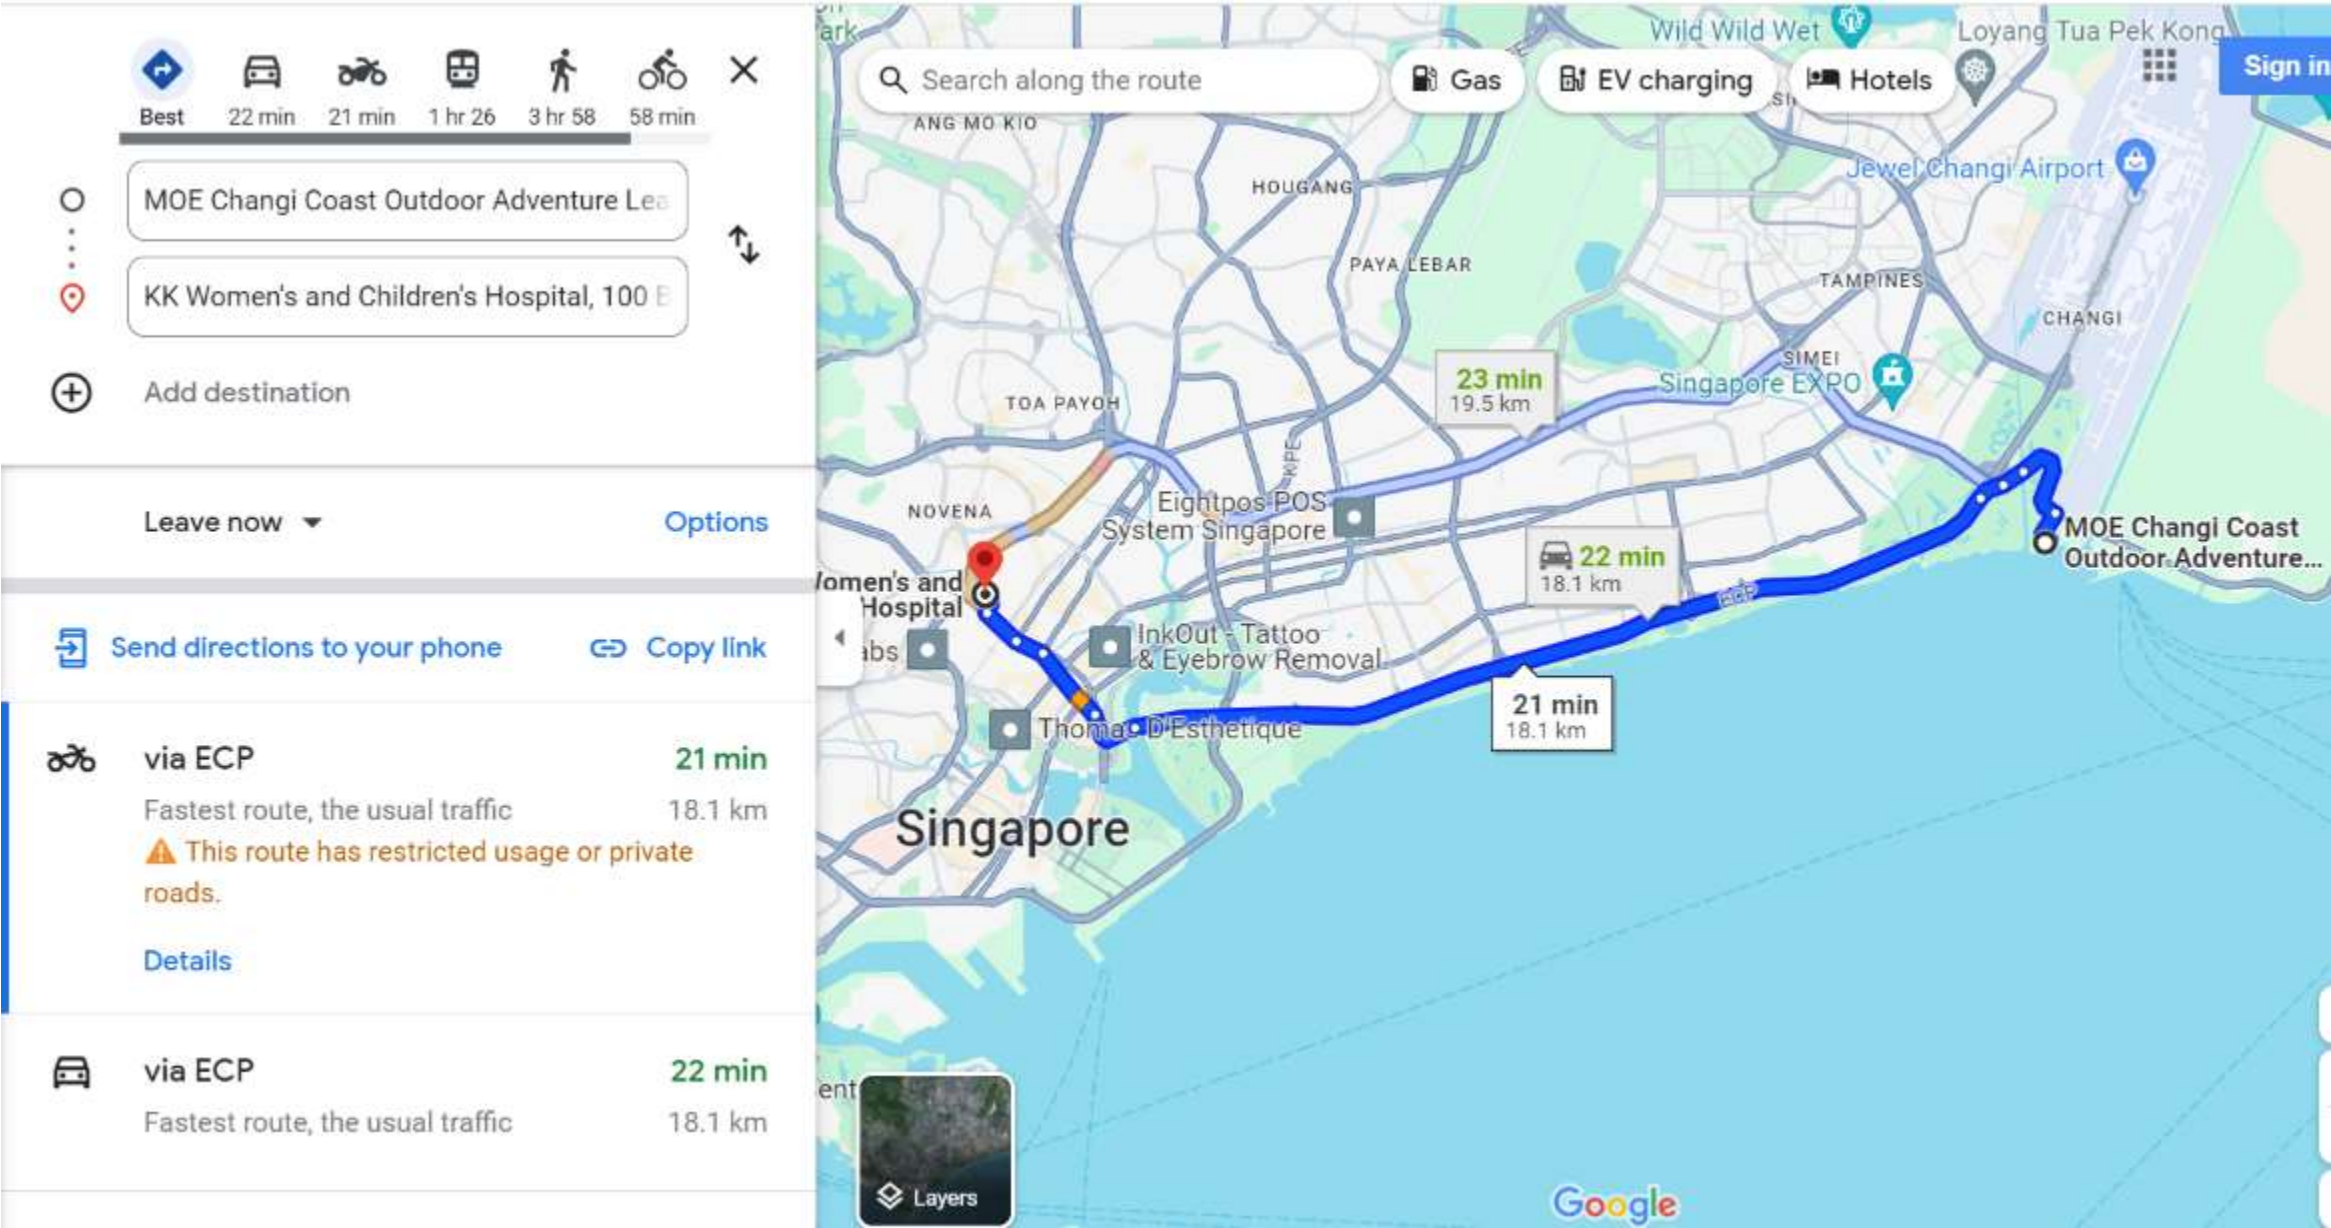 Best
22 min
21 min
1 hr 26
3 hr 58
58 min
MOE Changi Coast Outdoor Adventure Lea
KK Women's and Children's Hospital, 100 B
Add destination
Leave now
Options
Send directions to your phone
Copy link
via ECP
21 min
Fastest route, the usual traffic
18.1 km
This route has restricted usage or private
roads.
Details
via ECP
22 min
Fastest route, the usual traffic
18.1 km
Search along the route
Gas
EV charging
Hotels
Sign in
Wild Wild Wet
Loyang Tua Pek Kong
ark
ANG MO KIO
HOUGANG
Jewel Changi Airport
PAYA LEBAR
TAMPINES
CHANGI
SIMEI
Singapore EXPO
23 min
19.5 km
TOA PAYOH
KPE
NOVENA
Eightpos POS
System Singapore
MOE Changi Coast
Outdoor Adventure...
22 min
18.1 km
ECP
omen's and
Hospital
abs
InkOut - Tattoo
& Eyebrow Removal
21 min
18.1 km
Thomas D'Esthetique
Singapore
ent
Layers
Google